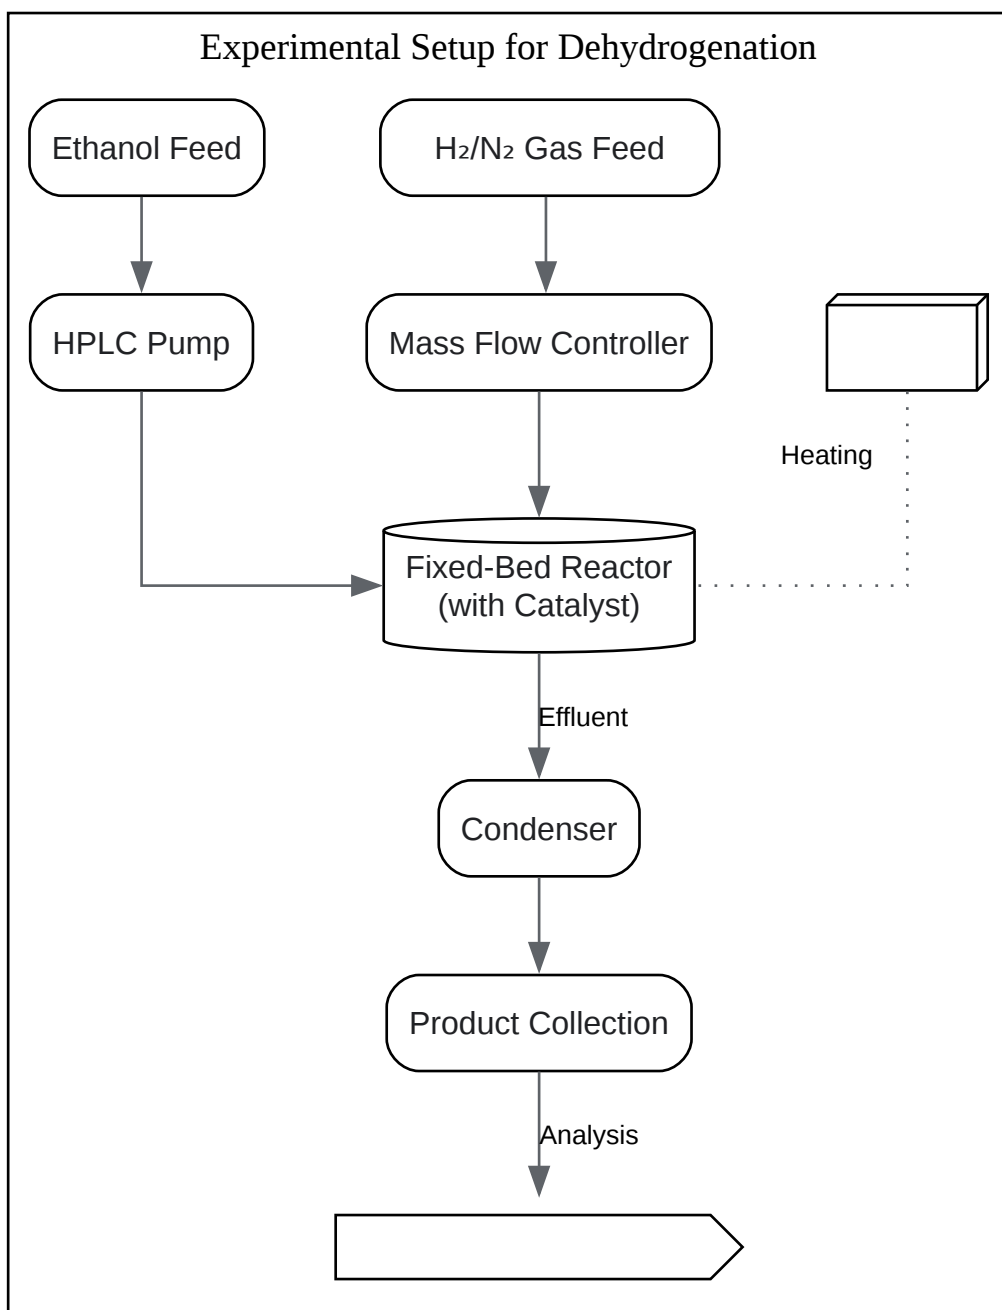 Experimental Setup for Dehydrogenation
Ethanol Feed
H₂/N₂ Gas Feed
HPLC Pump
Mass Flow Controller
Heating
Fixed-Bed Reactor
(with Catalyst)
Effluent
Condenser
Product Collection
Analysis